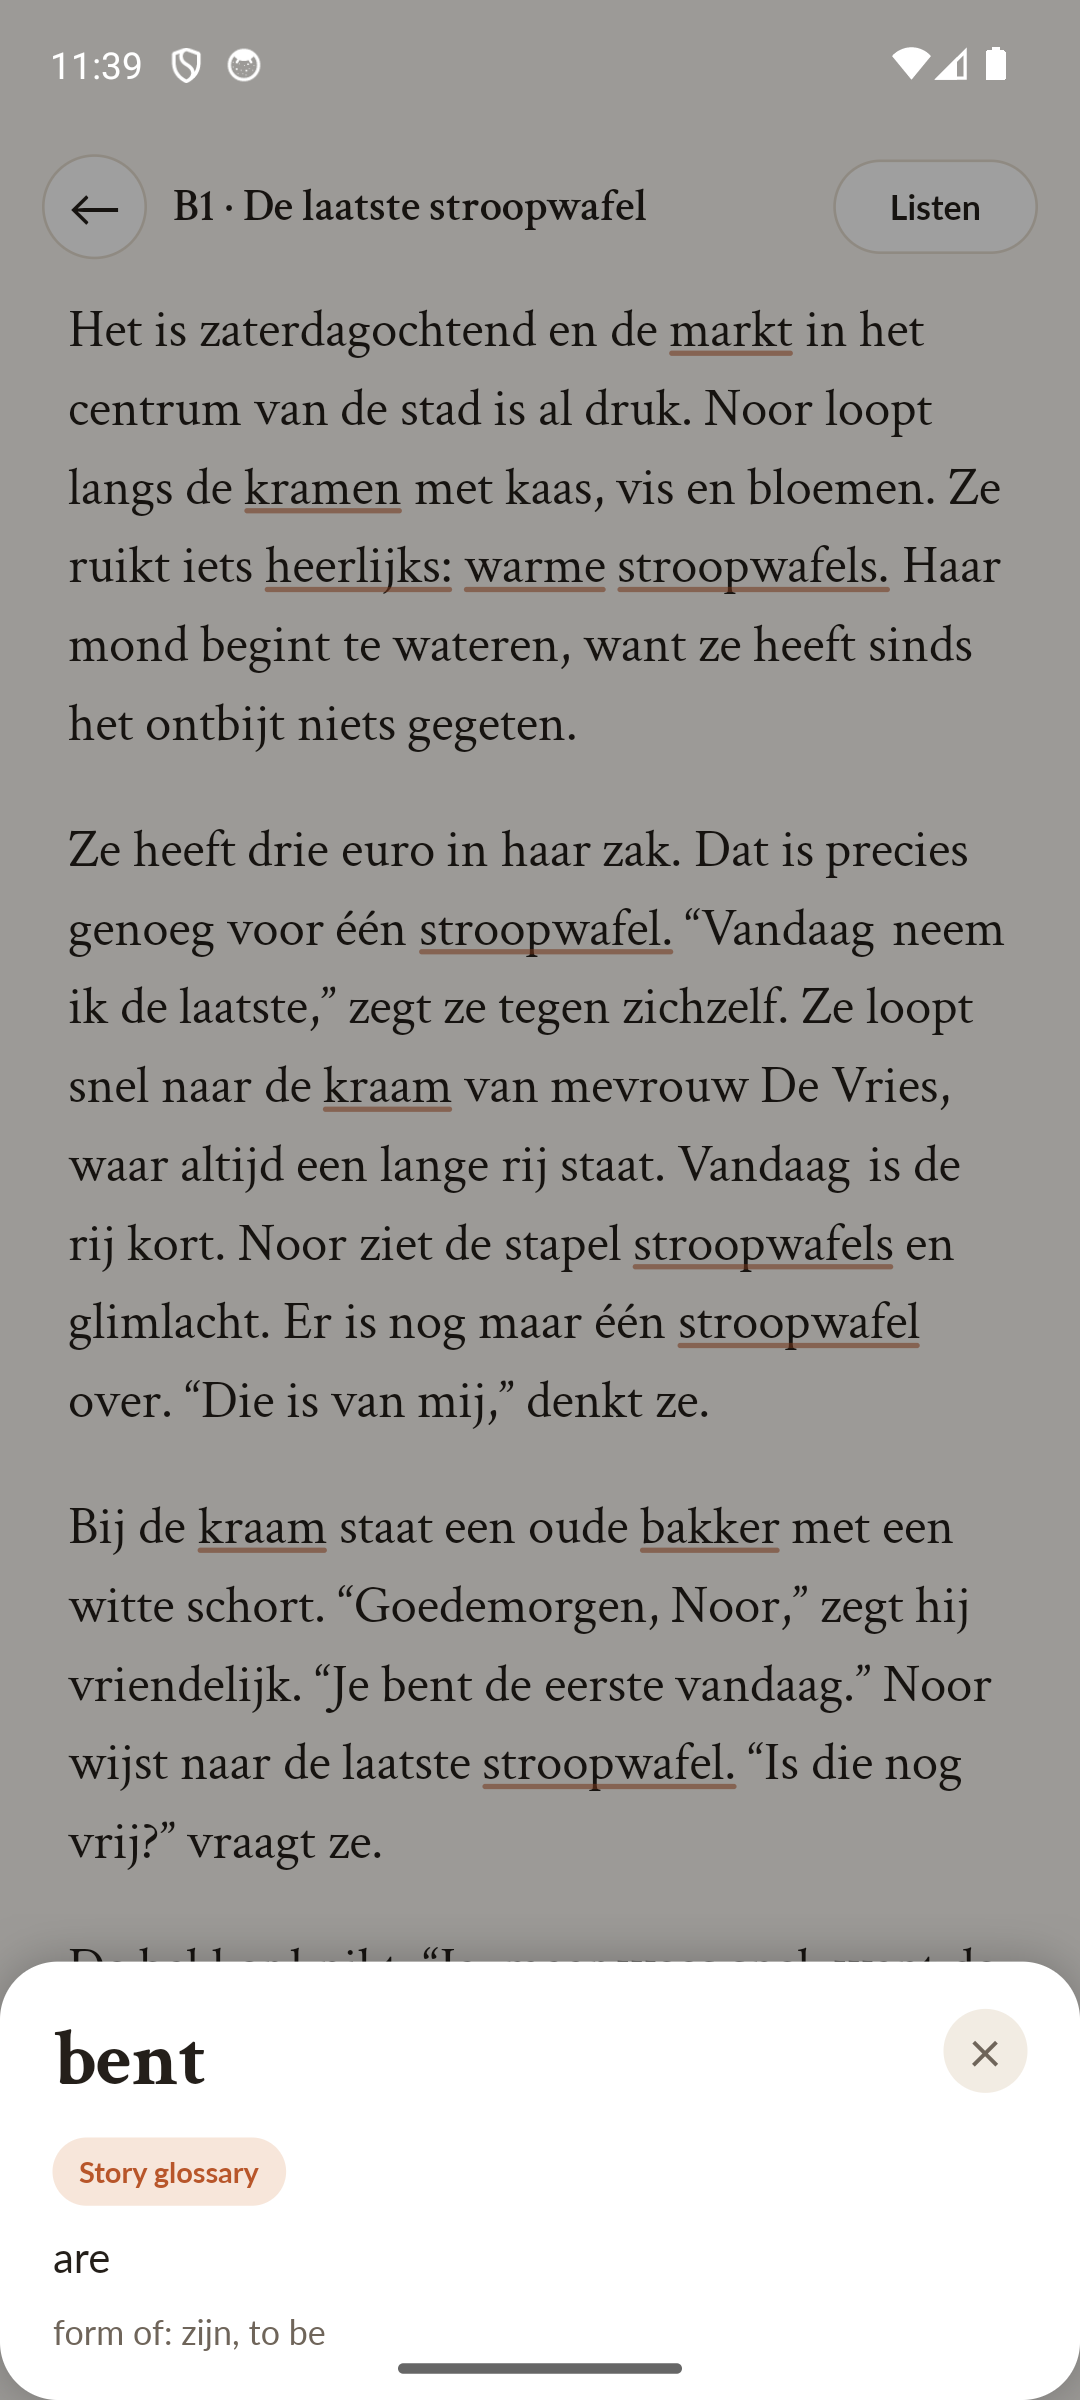 11:39
B1 · De laatste stroopwafel
Listen
Het is zaterdagochtend en de markt in het
centrum van de stad is al druk. Noor loopt
langs de kramen met kaas, vis en bloemen. Ze
ruikt iets heerlijks: warme stroopwafels. Haar
mond begint te wateren, want ze heeft sinds
het ontbijt niets gegeten.
Ze heeft drie euro in haar zak. Dat is precies
genoeg voor één stroopwafel. “Vandaag neem
ik de laatste,” zegt ze tegen zichzelf. Ze loopt
snel naar de kraam van mevrouw De Vries,
waar altijd een lange rij staat. Vandaag is de
rij kort. Noor ziet de stapel stroopwafels en
glimlacht. Er is nog maar één stroopwafel
over. “Die is van mij,” denkt ze.
Bij de kraam staat een oude bakker met een
witte schort. “Goedemorgen, Noor,” zegt hij
vriendelijk. “Je bent de eerste vandaag.” Noor
wijst naar de laatste stroopwafel. “Is die nog
vrij?” vraagt ze.
bent
Story glossary
are
form of: zijn, to be